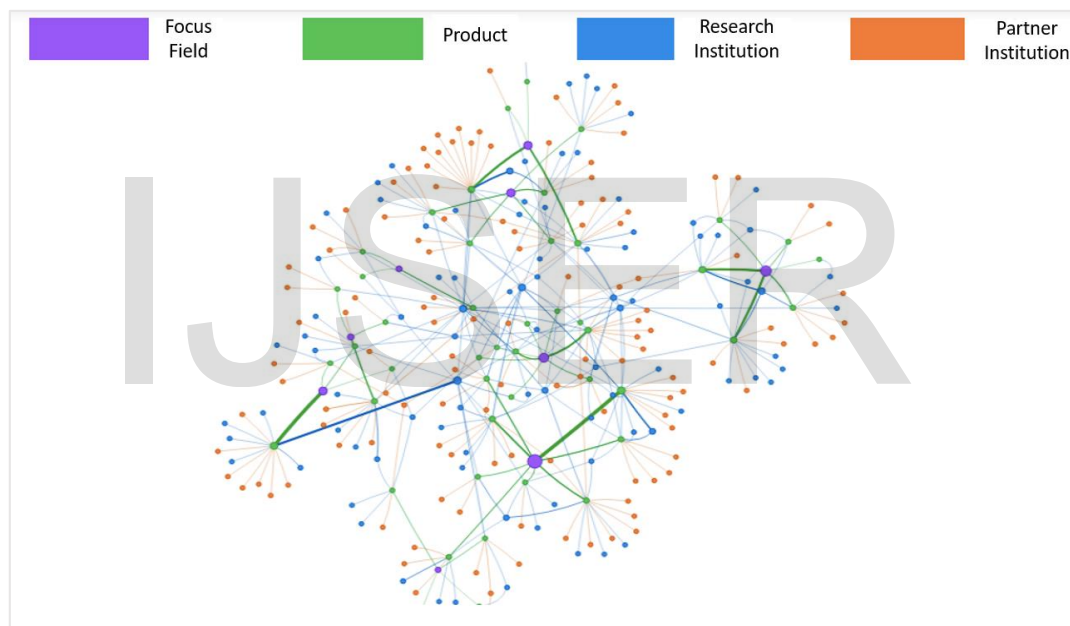 Focus
Field
Product
Research
Institution
Partner
Institution
IJSER